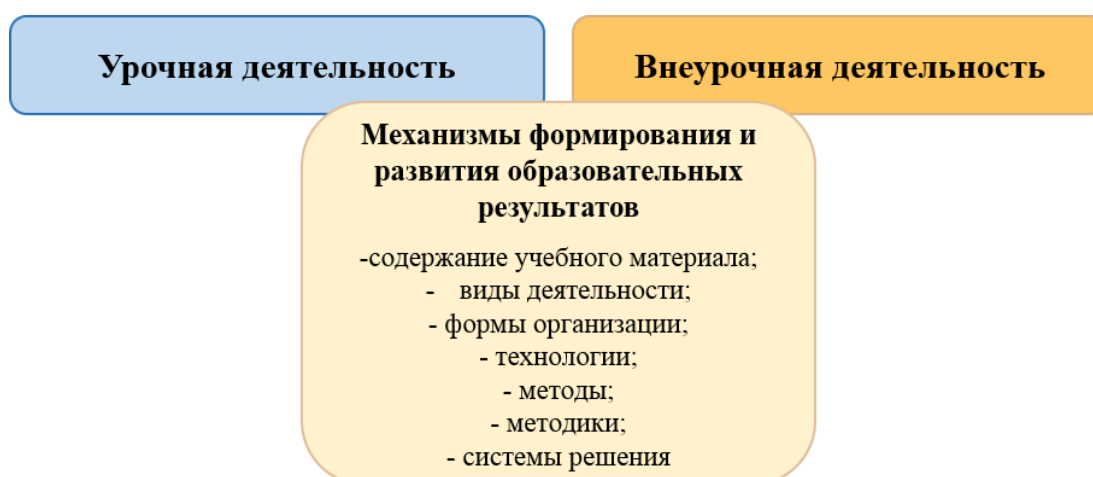 Урочная деятельность
Внеурочная деятельность
Механизмы формирования и
развития образовательных
результатов
-содержание учебного материала;
- виды деятельности;
- формы организации;
- технологии;
- методы;
- методики;
- системы решения